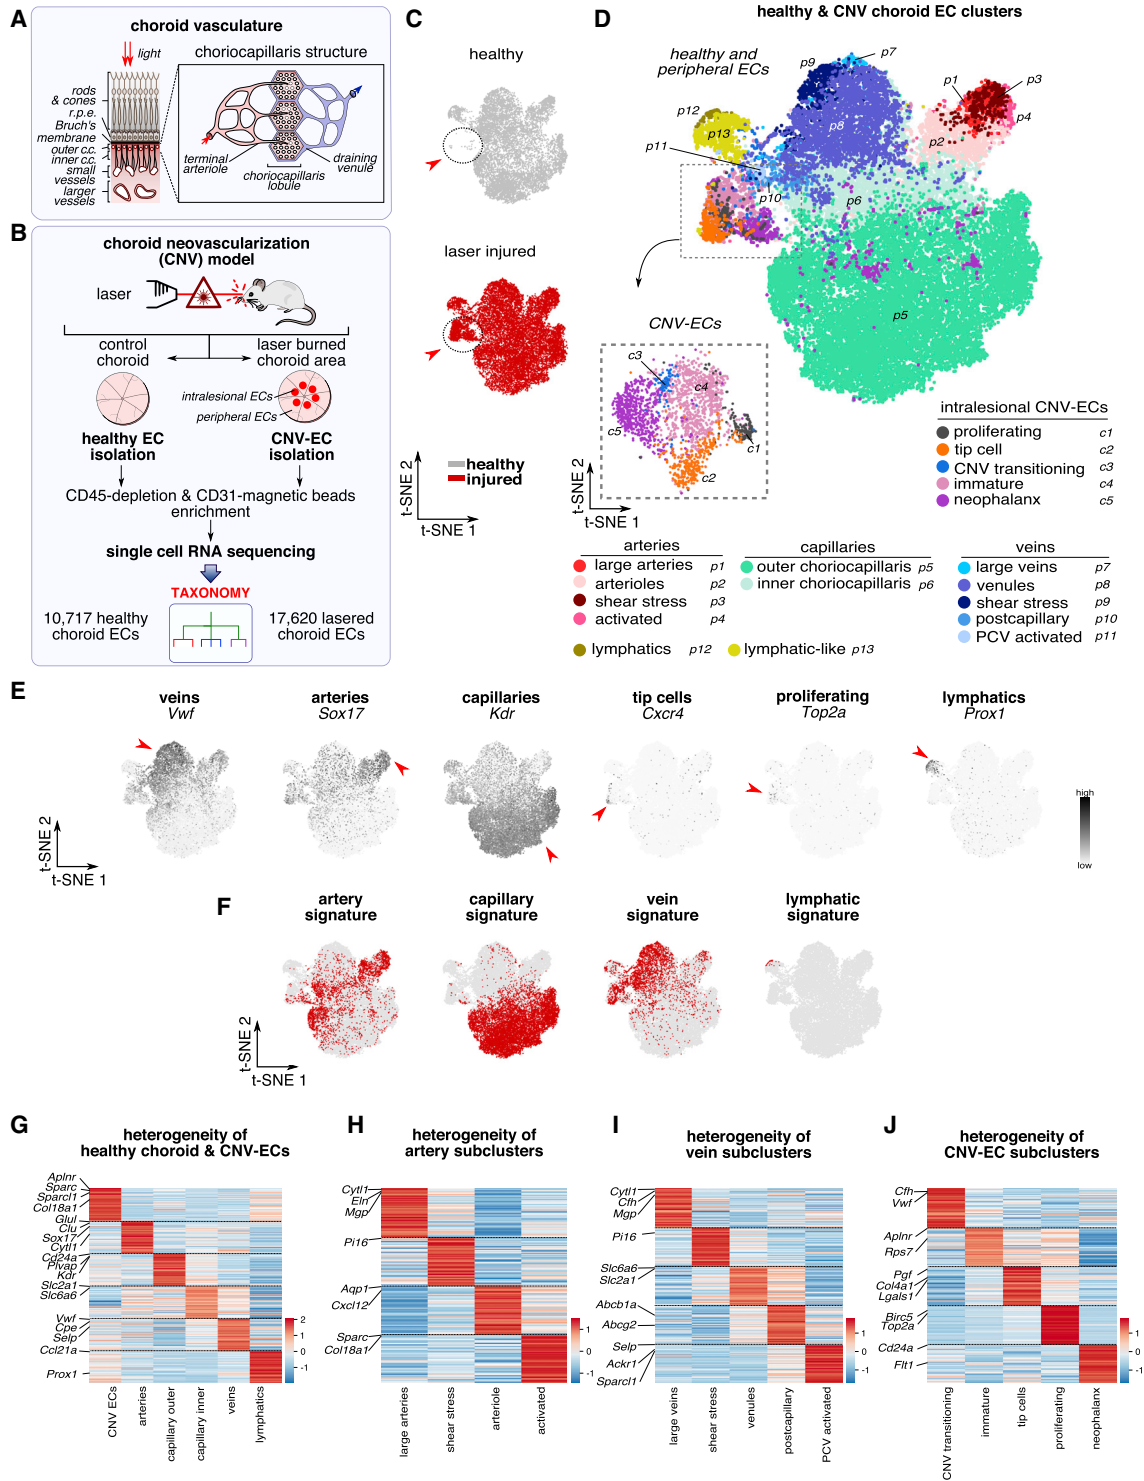 A
choroid vasculature
light
choriocapillaris structure
rods
& cones
r.p.e.
Bruch's
membrane
outer c.c.
inner c.c.
small
vessels
larger
vessels
terminal
arteriole
choriocapillaris
lobule
draining
venule
B
choroid neovascularization
(CNV) model
laser
control
choroid
laser burned
choroid area
intralesional ECs
peripheral ECs
healthy EC
isolation
CNV-EC
isolation
CD45-depletion & CD31-magnetic beads
enrichment
single cell RNA sequencing
TAXONOMY
10,717 healthy
choroid ECs
17,620 lasered
choroid ECs
C
healthy
laser injured
healthy
injured
t-SNE 2
t-SNE 1
D
healthy & CNV choroid EC clusters
healthy and
peripheral ECs
p9
p7
p1
p3
p4
p12
p13
p8
p2
p11
p10
p6
p5
CNV-ECs
c3
c4
c5
c1
c2
t-SNE 2
t-SNE 1
intralesional CNV-ECs
proliferating c1
tip cell c2
CNV transitioning c3
immature c4
neophalanx c5
arteries
large arteries p1
arterioles p2
shear stress p3
activated p4
capillaries
outer choriocapillaris p5
inner choriocapillaris p6
veins
large veins p7
venules p8
shear stress p9
postcapillary p10
PCV activated p11
lymphatics p12
lymphatic-like p13
E
veins
Vwf
arteries
Sox17
capillaries
Kdr
tip cells
Cxcr4
proliferating
Top2a
lymphatics
Prox1
high
low
t-SNE 2
t-SNE 1
F
artery
signature
capillary
signature
vein
signature
lymphatic
signature
t-SNE 2
t-SNE 1
G
heterogeneity of
healthy choroid & CNV-ECs
Aplnr
Sparc
Sparcl1
Col18a1
Glul
Clu
Sox17
Cytl1
Cd24a
Plvap
Kdr
Slc2a1
Slc6a6
Vwf
Cpe
Selp
Ccl21a
Prox1
2
1
0
-1
CNV ECs
arteries
capillary outer
capillary inner
veins
lymphatics
H
heterogeneity of
artery subclusters
Cytl1
Eln
Mgp
Pi16
Aqp1
Cxcl12
Sparc
Col18a1
1
0
-1
large arteries
shear stress
arteriole
activated
I
heterogeneity of
vein subclusters
Cytl1
Cfh
Mgp
Pi16
Slc6a6
Slc2a1
Abcb1a
Abcg2
Selp
Ackr1
Sparcl1
1
0
-1
large veins
shear stress
venules
postcapillary
PCV activated
J
heterogeneity of
CNV-EC subclusters
Cfh
Vwf
Aplnr
Rps7
Pgf
Col4a1
Lgals1
Birc5
Top2a
Cd24a
Flt1
1
0
-1
CNV transitioning
immature
tip cells
proliferating
neophalanx